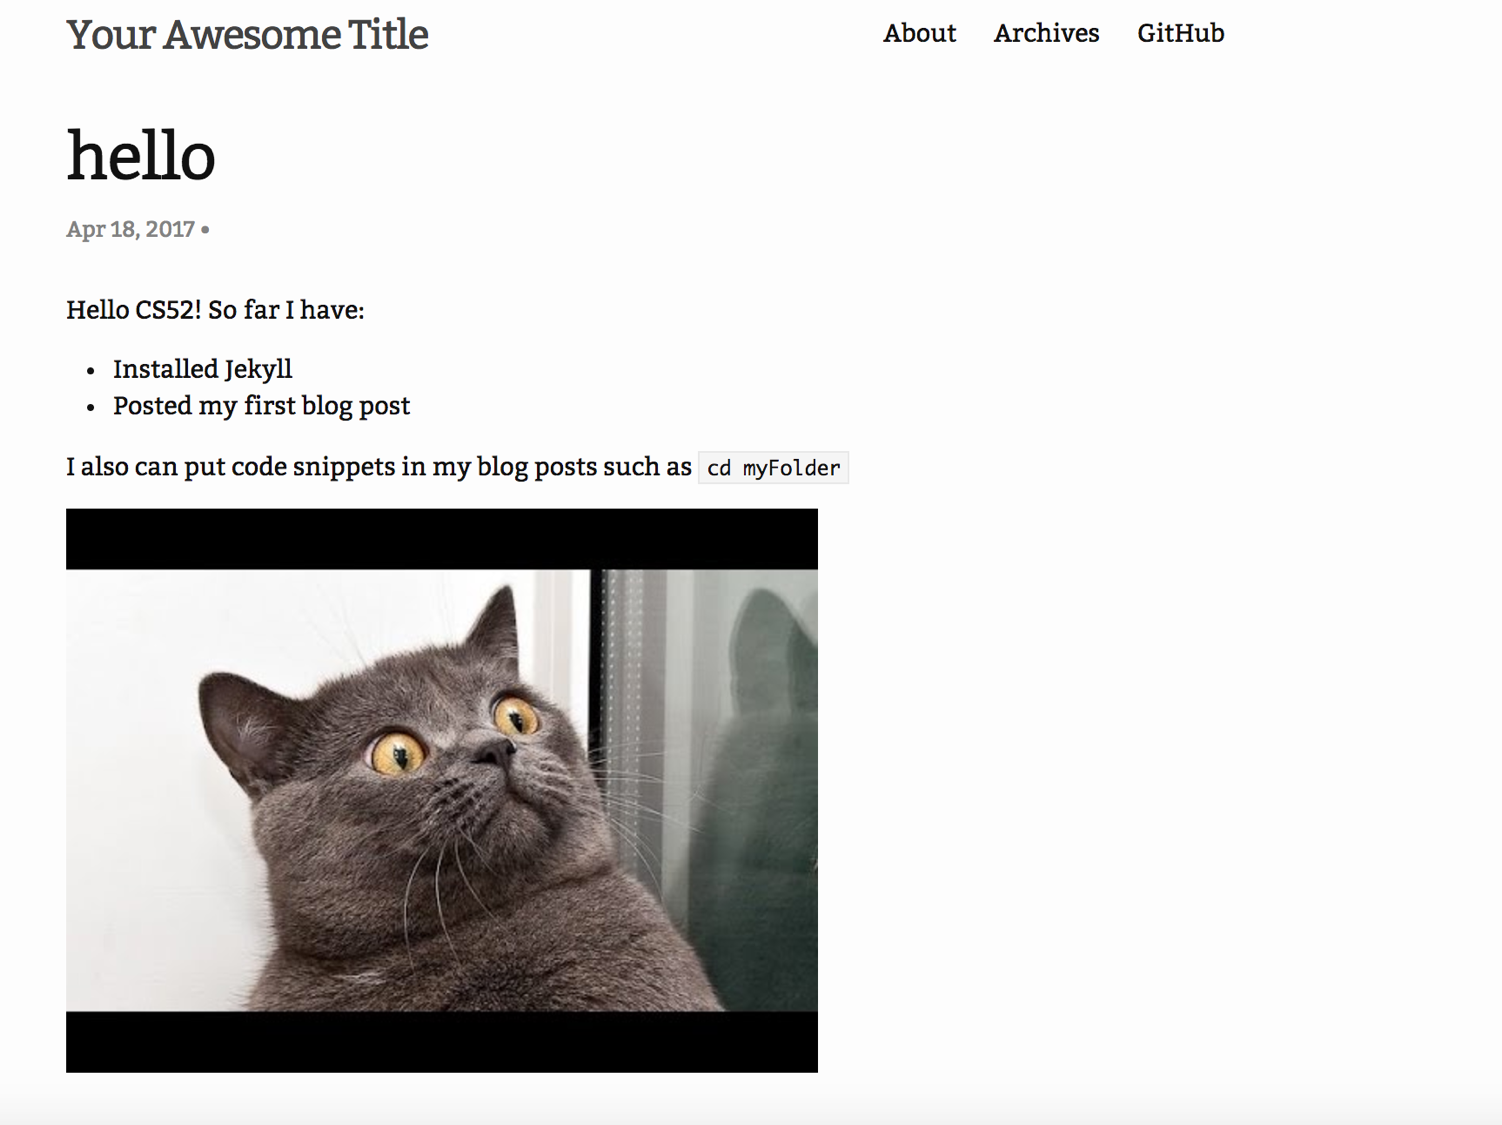 Your Awesome Title
About Archives GitHub
hello
Apr 18, 2017 •
Hello CS52! So far I have:
• Installed Jekyll
• Posted my first blog post
I also can put code snippets in my blog posts such as cd myFolder